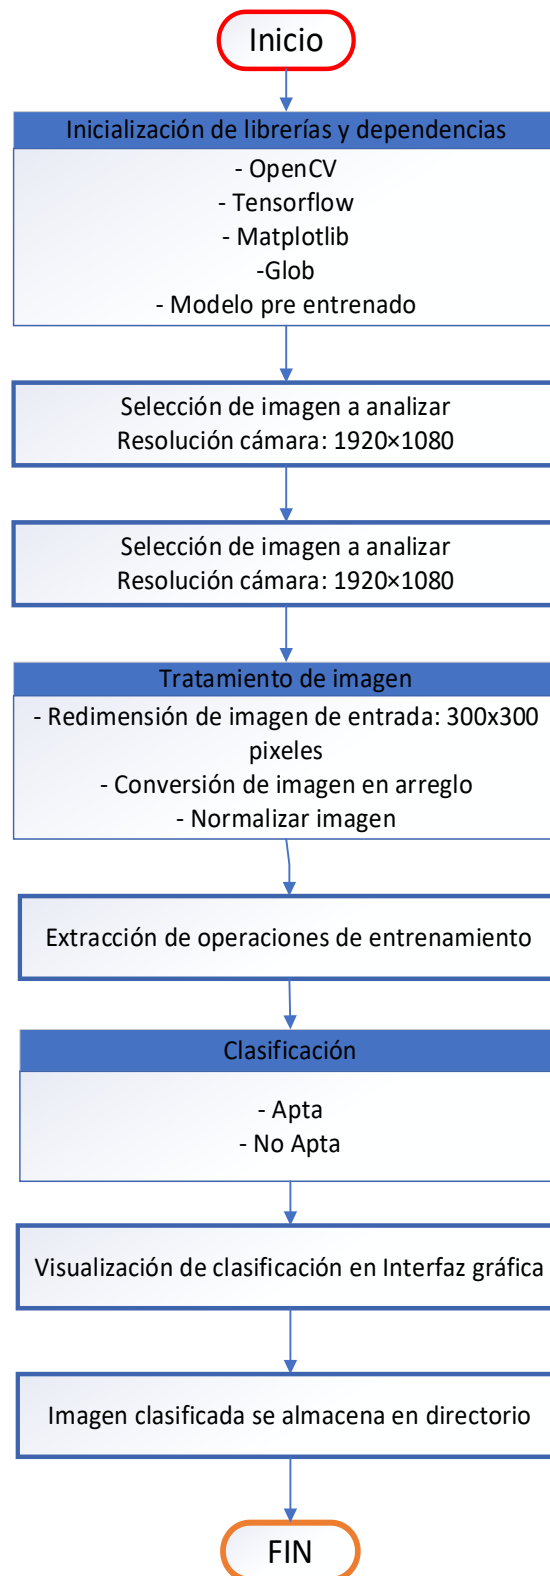 Inicio
Inicialización de librerías y dependencias
- OpenCV
- Tensorflow
- Matplotlib
-Glob
- Modelo pre entrenado
Selección de imagen a analizar
Resolución cámara: 1920×1080
Selección de imagen a analizar
Resolución cámara: 1920×1080
Tratamiento de imagen
- Redimensión de imagen de entrada: 300x300
pixeles
- Conversión de imagen en arreglo
- Normalizar imagen
Extracción de operaciones de entrenamiento
Clasificación
- Apta
- No Apta
Visualización de clasificación en Interfaz gráfica
Imagen clasificada se almacena en directorio
FIN